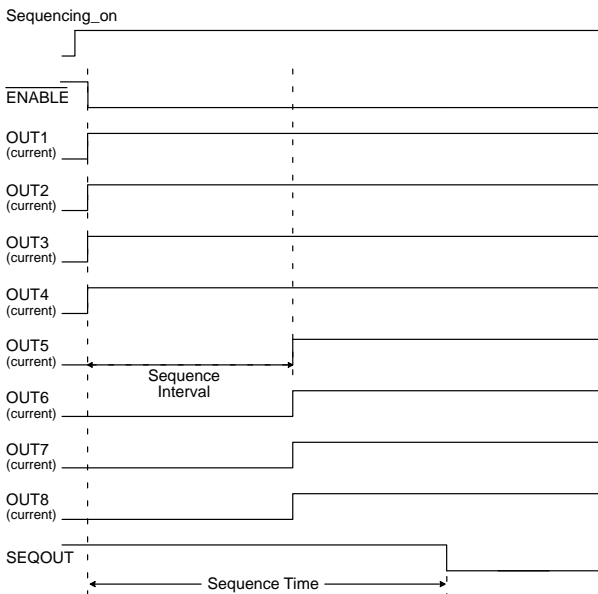 Sequencing_on
ENABLE
OUT1
(current)
OUT2
(current)
OUT3
(current)
OUT4
(current)
OUT5
(current)
Sequence
Interval
OUT6
(current)
OUT7
(current)
OUT8
(current)
SEQOUT
Sequence Time